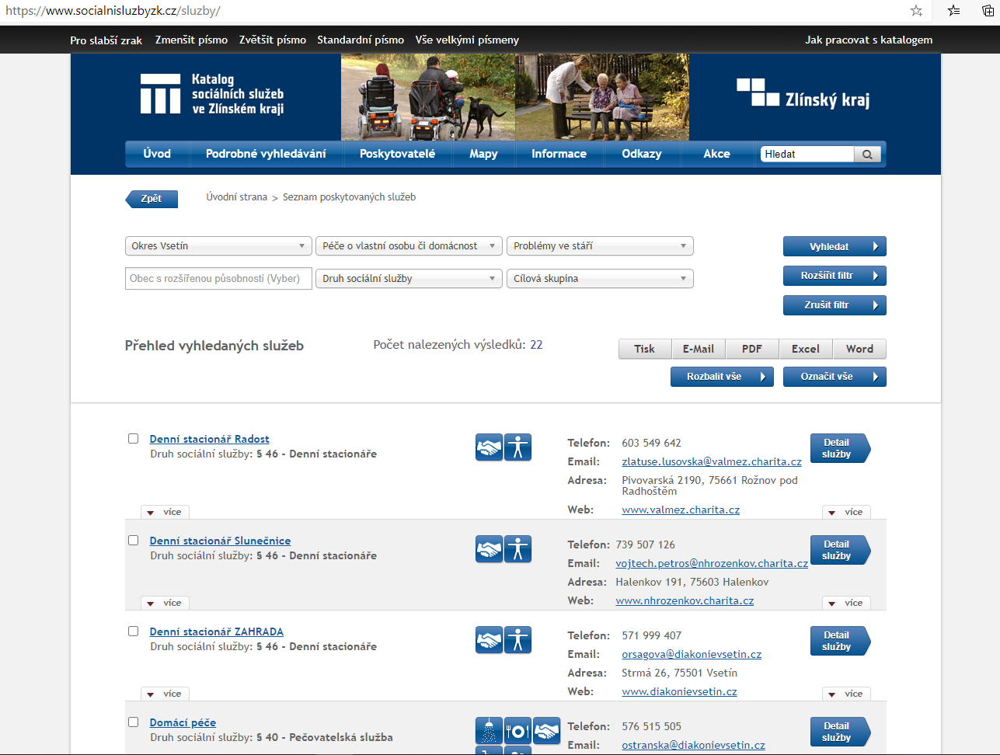 https://www.socialnisluzbyzk.cz/sluzby/
Pro slabší zrak Zmenšit písmo Zvětšit písmo Standardní písmo Vše velkými písmeny Jak pracovat s katalogem
Katalog
sociálních služeb
ve Zlínském kraji
Zlínský kraj
Úvod Podrobné vyhledávání Poskytovatelé Mapy Informace Odkazy Akce Hledat
Zpět Úvodní strana > Seznam poskytovaných služeb
Okres Vsetín Péče o vlastní osobu či domácnost Problémy ve stáří Vyhledat
Obec s rozšířenou působností (Vyber) Druh sociální služby Cílová skupina Rozšířit filtr
Zrušit filtr
Přehled vyhledaných služeb Počet nalezených výsledků: 22 Tisk E-Mail PDF Excel Word
Rozbalit vše Označit vše
Denní stacionář Radost
Druh sociální služby: § 46 - Denní stacionáře
Telefon: 603 549 642
Email: zlatuse.lusovska@valmez.charita.cz
Adresa: Pivovarská 2190, 75661 Rožnov pod
Radhoštěm
Web: www.valmez.charita.cz
Detail
služby
více více
Denní stacionář Slunečnice
Druh sociální služby: § 46 - Denní stacionáře
Telefon: 739 507 126
Email: vojtech.petros@nhrozenkov.charita.cz
Adresa: Halenkov 191, 75603 Halenkov
Web: www.nhrozenkov.charita.cz
Detail
služby
více více
Denní stacionář ZAHRADA
Druh sociální služby: § 46 - Denní stacionáře
Telefon: 571 999 407
Email: orsagova@diakonievsetin.cz
Adresa: Strmá 26, 75501 Vsetín
Web: www.diakonievsetin.cz
Detail
služby
více více
Domácí péče
Druh sociální služby: § 40 - Pečovatelská služba
Telefon: 576 515 505
Email: ostranska@diakonievsetin.cz
Detail
služby